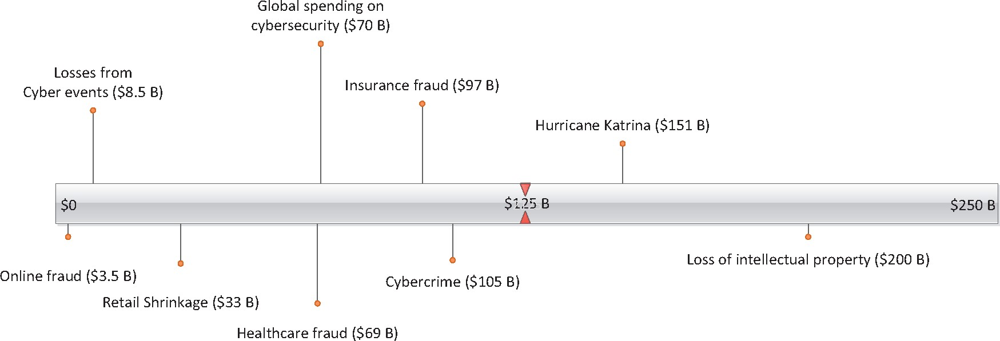 Global spending on
cybersecurity ($70 B)
Losses from
Cyber events ($8.5 B)
Insurance fraud ($97 B)
Hurricane Katrina ($151 B)
$0
$125 B
$250 B
Loss of intellectual property ($200 B)
Online fraud ($3.5 B)
Cybercrime ($105 B)
Retail Shrinkage ($33 B)
Healthcare fraud ($69 B)